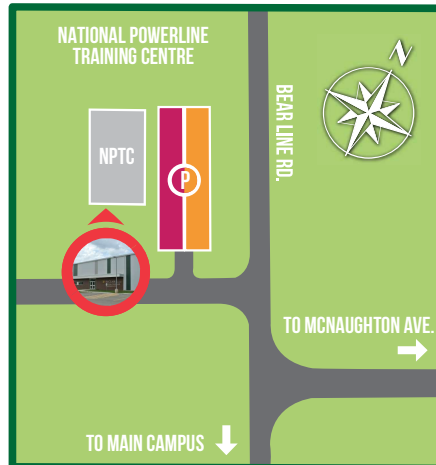 NATIONAL POWERLINE
TRAINING CENTRE
N
BEAR LINE RD.
NPTC
P
TO MCNAUGHTON AVE.
TO MAIN CAMPUS